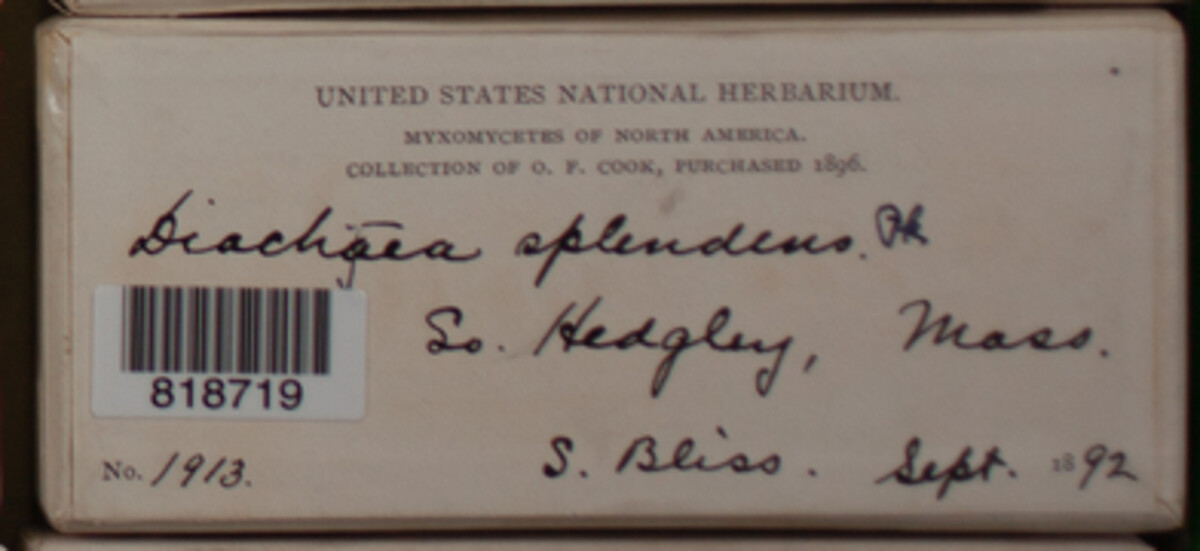 UNITED STATES NATIONAL HERBARIUM.
MYXOMYCETES OF NORTH AMERICA.
COLLECTION OF O. F. COOK, PURCHASED 1896.
Diachaea splendens. Pk
So. Hedgley, Mass.
818719
No. 1913.
S. Bliss. Sept. 1892